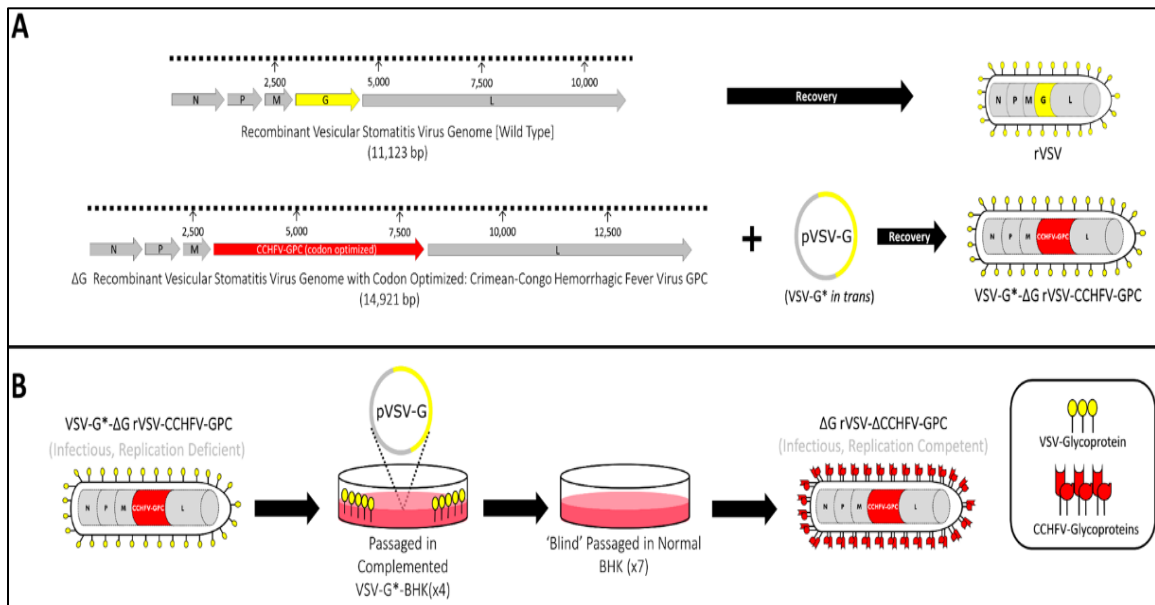 A
2,500 5,000 7,500 10,000
N P M G L
Recombinant Vesicular Stomatitis Virus Genome [Wild Type]
(11,123 bp)
Recovery
N P M G L
rVSV
2,500 5,000 7,500 10,000 12,500
N P M CCHFV-GPC (codon optimized) L
ΔG Recombinant Vesicular Stomatitis Virus Genome with Codon Optimized: Crimean-Congo Hemorrhagic Fever Virus GPC
(14,921 bp)
+
pVSV-G
(VSV-G* in trans)
Recovery
N P M CCHFV-GPC L
VSV-G*-ΔG rVSV-CCHFV-GPC
B
VSV-G*-ΔG rVSV-CCHFV-GPC
(Infectious, Replication Deficient)
N P M CCHFV-GPC L
pVSV-G
Passaged in
Complemented
VSV-G*-BHK(x4)
'Blind' Passaged in Normal
BHK (x7)
ΔG rVSV-ΔCCHFV-GPC
(Infectious, Replication Competent)
N P M CCHFV-GPC L
VSV-Glycoprotein
CCHFV-Glycoproteins